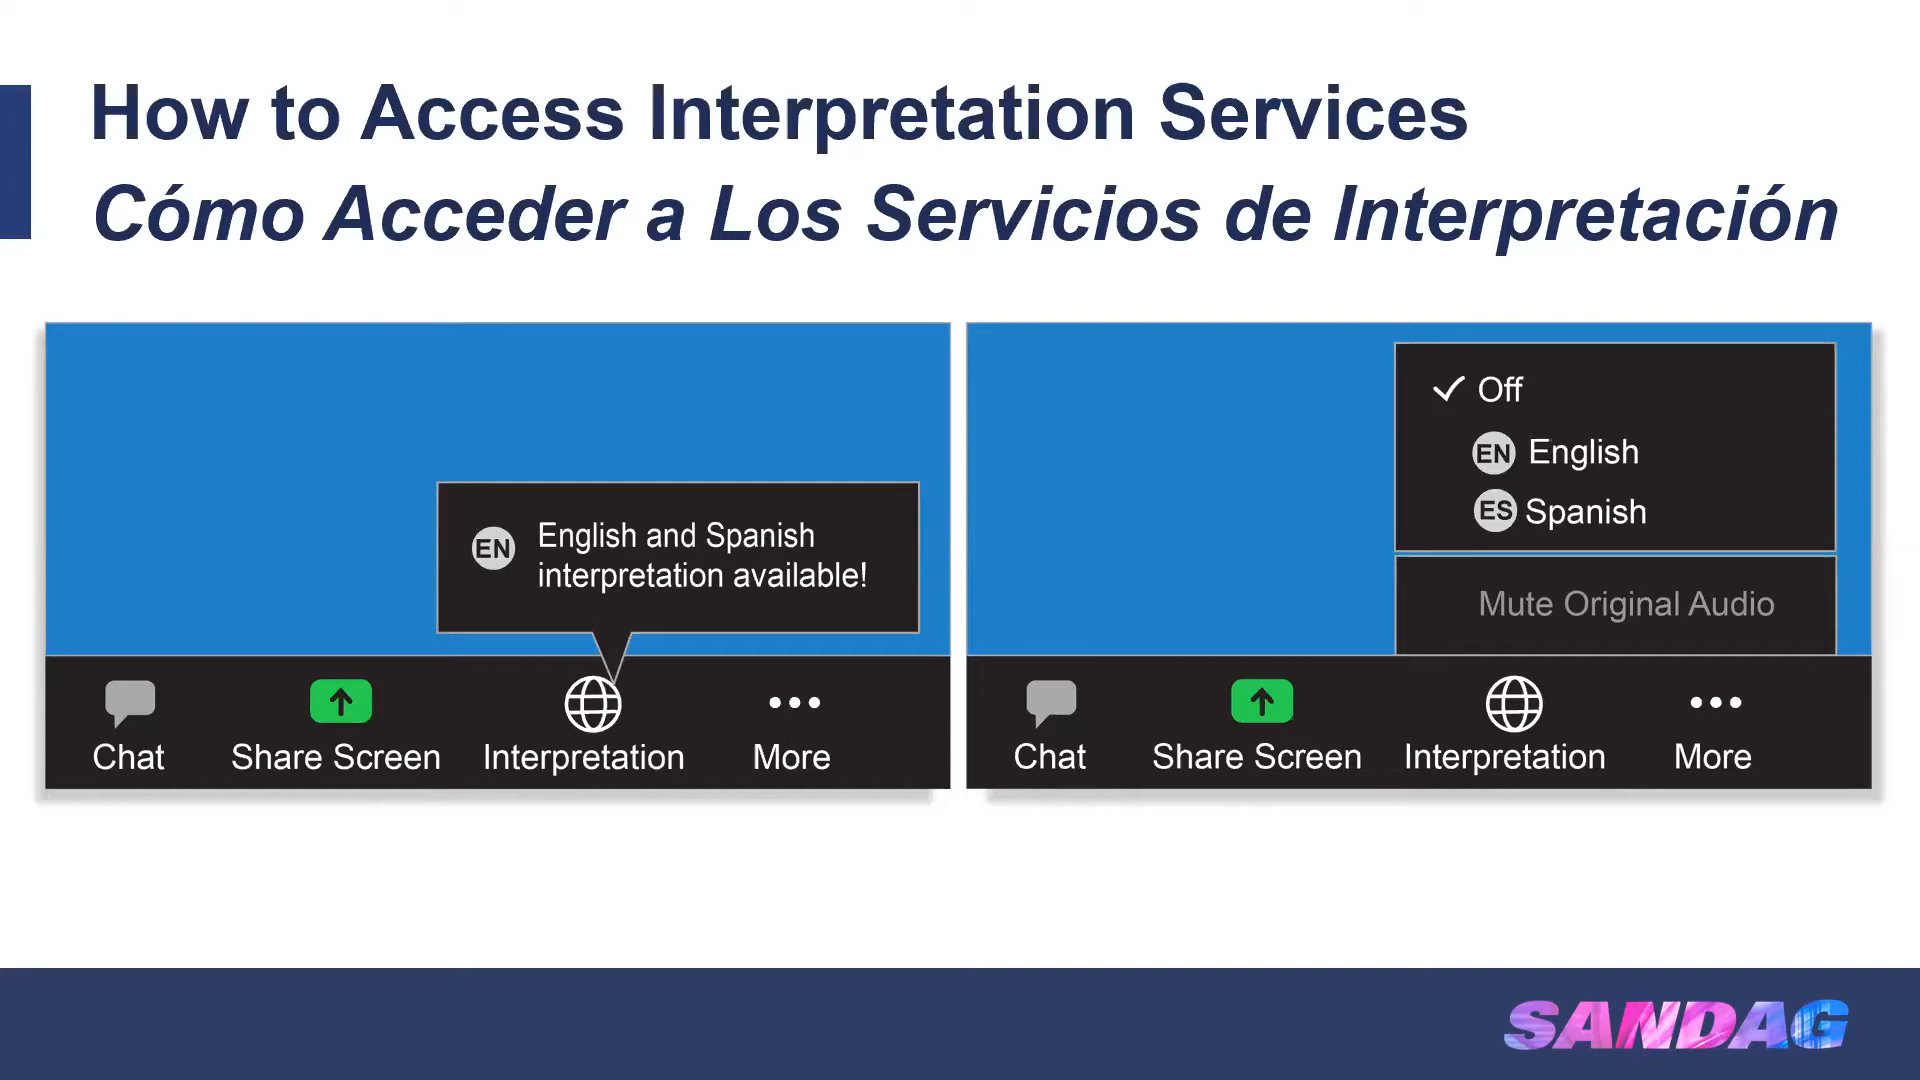 How to Access Interpretation Services
Cómo Acceder a Los Servicios de Interpretación
EN English and Spanish
interpretation available!
Chat Share Screen Interpretation More
Off
EN English
ES Spanish
Mute Original Audio
Chat Share Screen Interpretation More
SANDAG